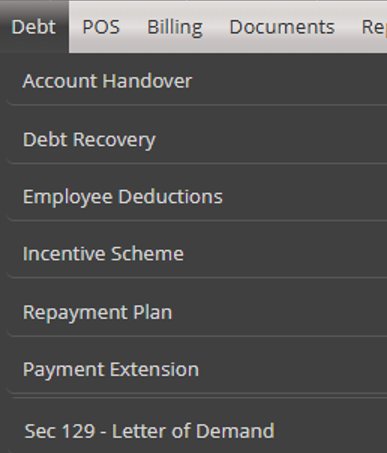 Debt POS Billing Documents
Account Handover
Debt Recovery
Employee Deductions
Incentive Scheme
Repayment Plan
Payment Extension
Sec 129 - Letter of Demand